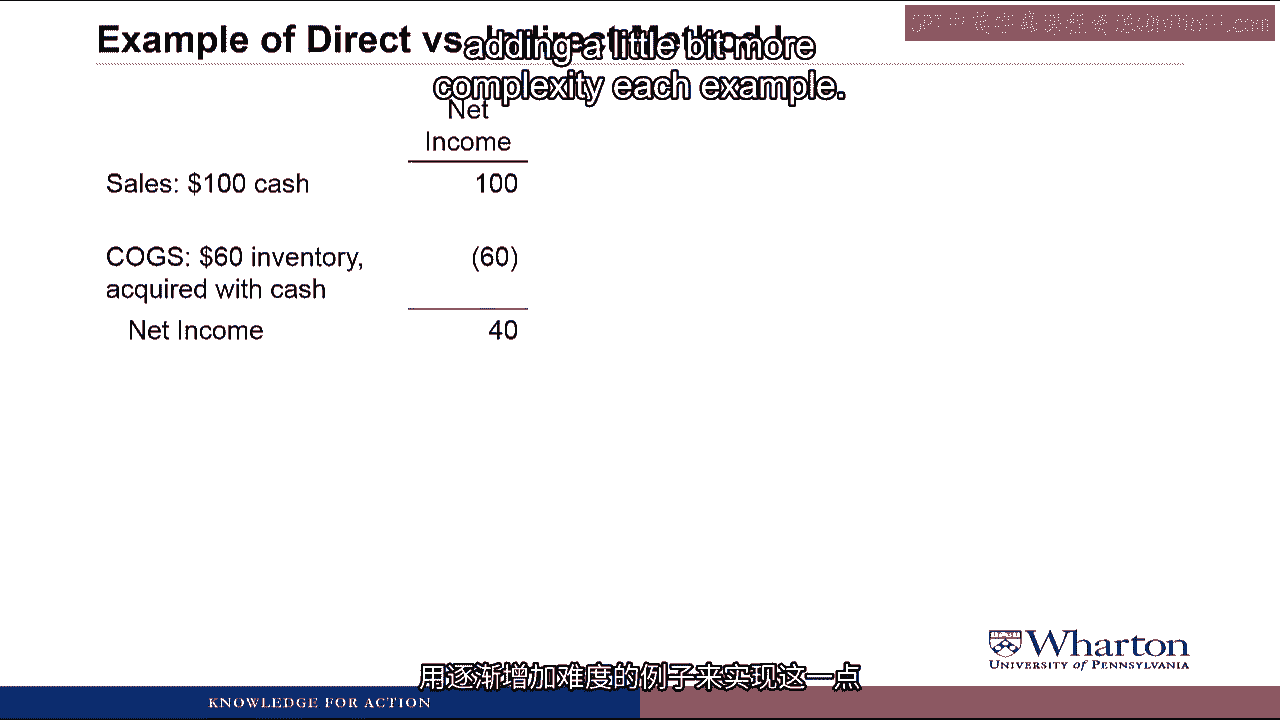 Example of Direct vs. Indirect Method I
adding a little bit more
complexity each example.
Net
Income
Sales: $100 cash 100
COGS: $60 inventory, (60)
acquired with cash
Net Income 40
Wharton
UNIVERSITY of PENNSYLVANIA
用逐渐增加难度的例子来实现这一点
KNOWLEDGE FOR ACTION